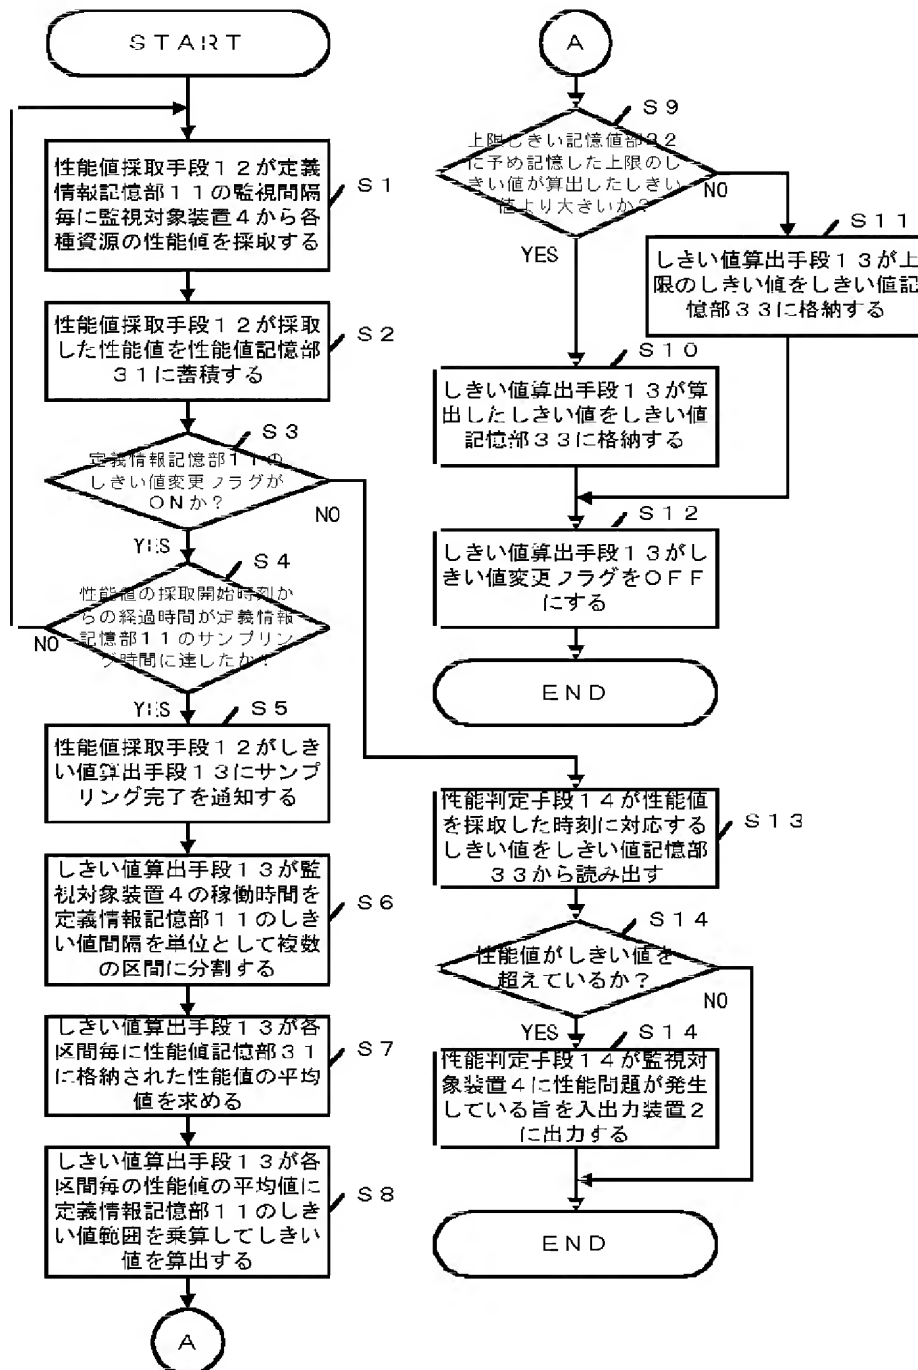 START
性能値採取手段12が定義
情報記憶部11の監視間隔
毎に監視対象装置4から各
種資源の性能値を採取する
S1
性能値採取手段12が採取
した性能値を性能値記憶部
31に蓄積する
S2
S3
定義情報記憶部11の
しきい値変更フラグが
ONか?
NO
YES
S4
性能値の採取開始時刻か
らの経過時間が定義情報
記憶部11のサンプリン
グ時間に達したか?
NO
YES
S5
性能値採取手段12がしき
い値算出手段13にサンプ
リング完了を通知する
しきい値算出手段13が監
視対象装置4の稼働時間を
定義情報記憶部11のしき
い値間隔を単位として複数
の区間に分割する
S6
しきい値算出手段13が各
区間毎に性能値記憶部31
に格納された性能値の平均
値を求める
S7
しきい値算出手段13が各
区間毎の性能値の平均値に
定義情報記憶部11のしき
い値範囲を乗算してしきい
値を算出する
S8
A
A
S9
上限しきい記憶値部32
に予め記憶した上限のし
きい値が算出したしきい
値より大きいか?
NO
YES
S11
しきい値算出手段13が上
限のしきい値をしきい値記
憶部33に格納する
S10
しきい値算出手段13が算
出したしきい値をしきい値
記憶部33に格納する
S12
しきい値算出手段13がし
きい値変更フラグをOFF
にする
END
性能判定手段14が性能値
を採取した時刻に対応する
しきい値をしきい値記憶部
33から読み出す
S13
S14
性能値がしきい値を
超えているか?
NO
YES
S14
性能判定手段14が監視対
象装置4に性能問題が発生
している旨を入出力装置2
に出力する
END